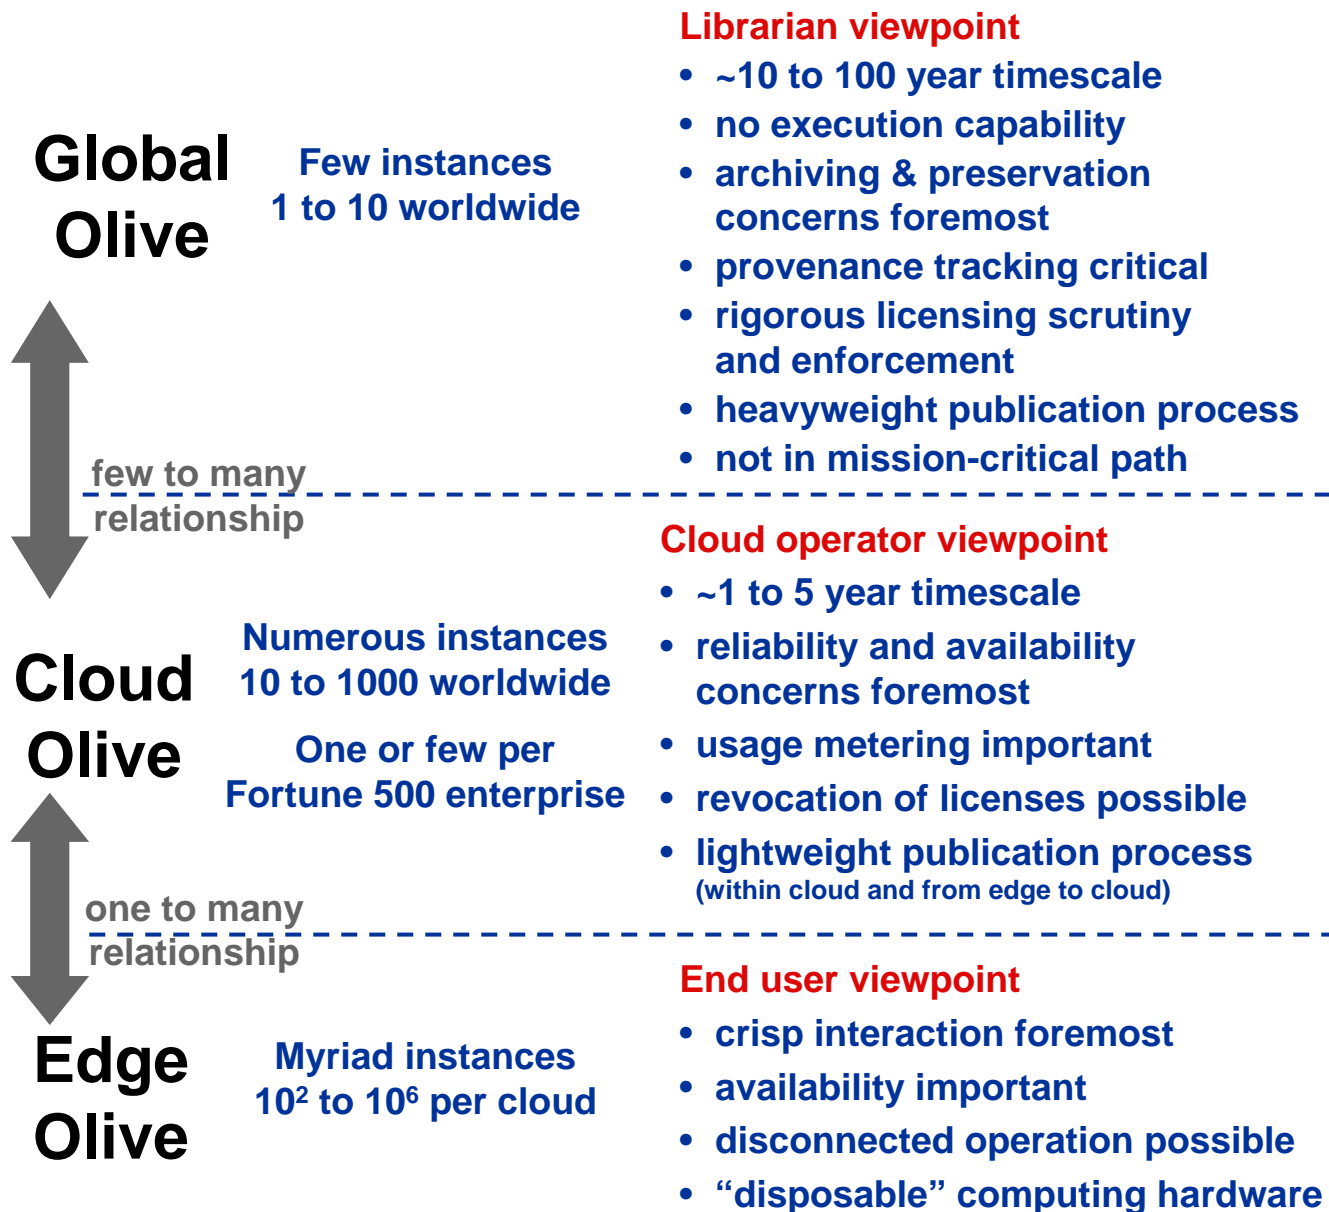 Global
Olive
Few instances
1 to 10 worldwide
Librarian viewpoint
• ~10 to 100 year timescale
• no execution capability
• archiving & preservation
concerns foremost
• provenance tracking critical
• rigorous licensing scrutiny
and enforcement
• heavyweight publication process
• not in mission-critical path
few to many
relationship
Cloud
Olive
Numerous instances
10 to 1000 worldwide
One or few per
Fortune 500 enterprise
Cloud operator viewpoint
• ~1 to 5 year timescale
• reliability and availability
concerns foremost
• usage metering important
• revocation of licenses possible
• lightweight publication process
(within cloud and from edge to cloud)
one to many
relationship
Edge
Olive
Myriad instances
10² to 10⁶ per cloud
End user viewpoint
• crisp interaction foremost
• availability important
• disconnected operation possible
• “disposable” computing hardware